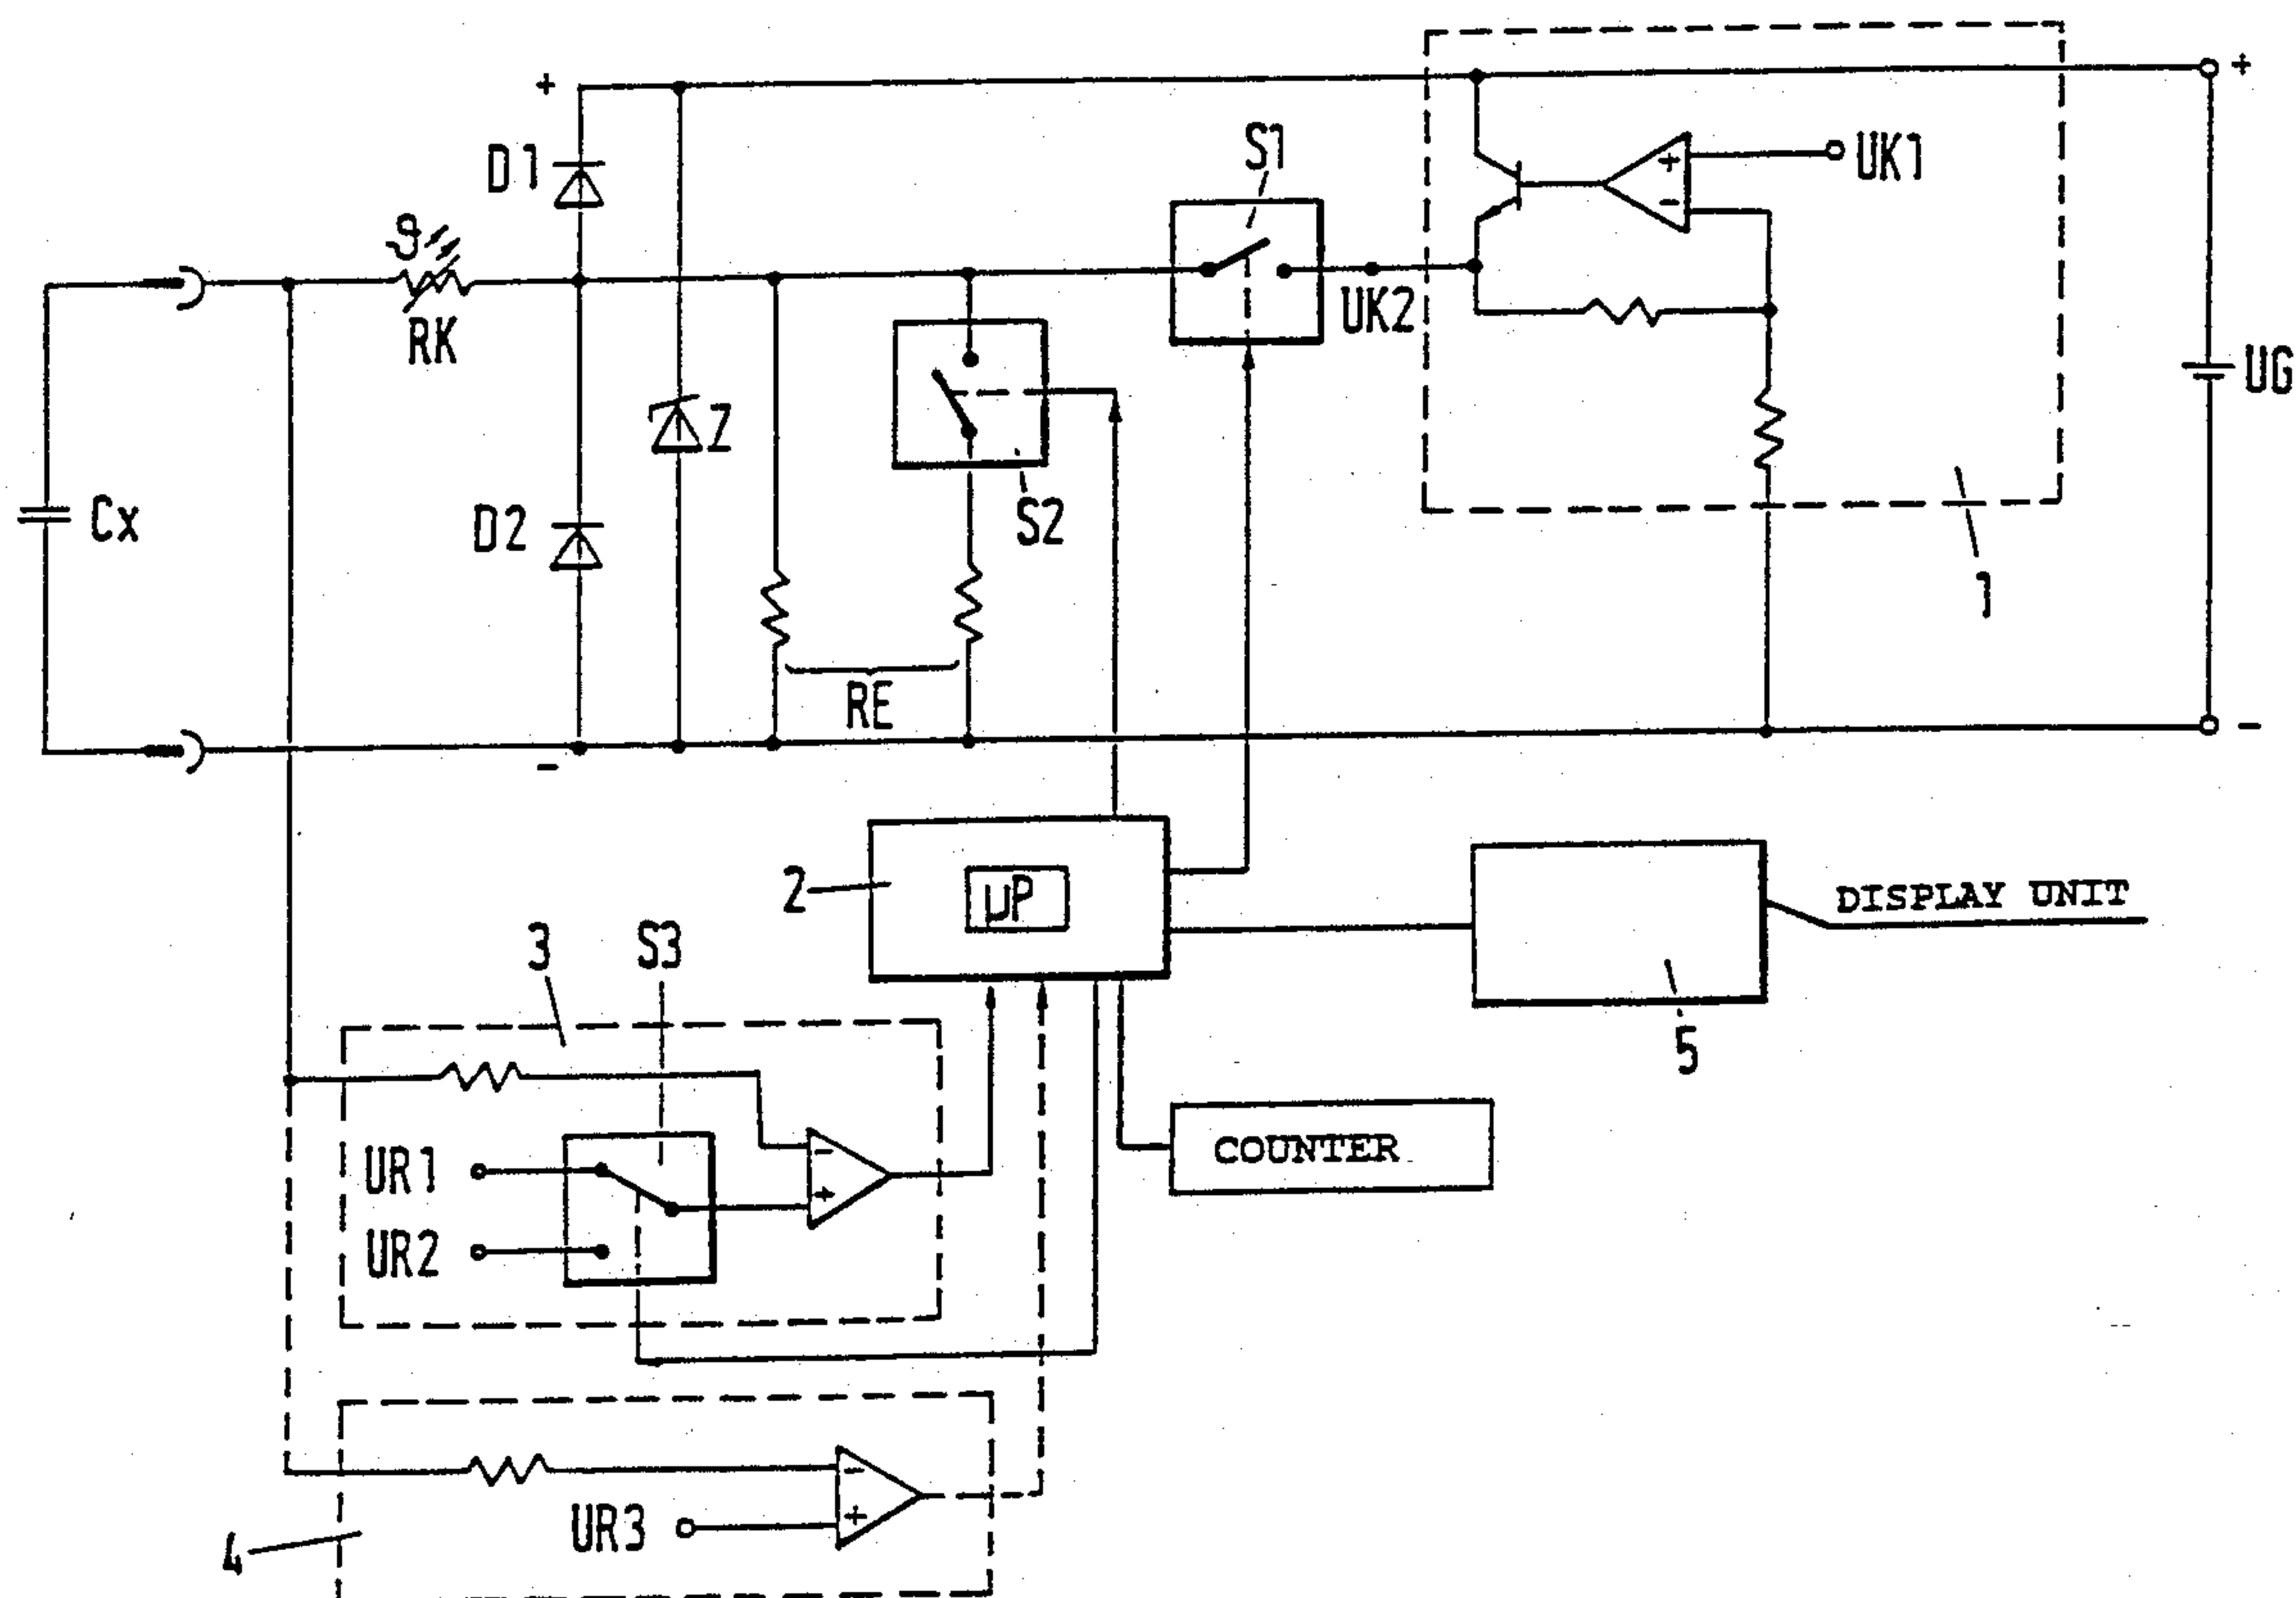 +
+
D1
S1
+
-
UK1
ϑ
RK
UK2
UG
Z
Cx
D2
S2
1
RE
-
-
2
µP
DISPLAY UNIT
3
S3
5
COUNTER
UR1
-
+
UR2
-
UR3
+
4